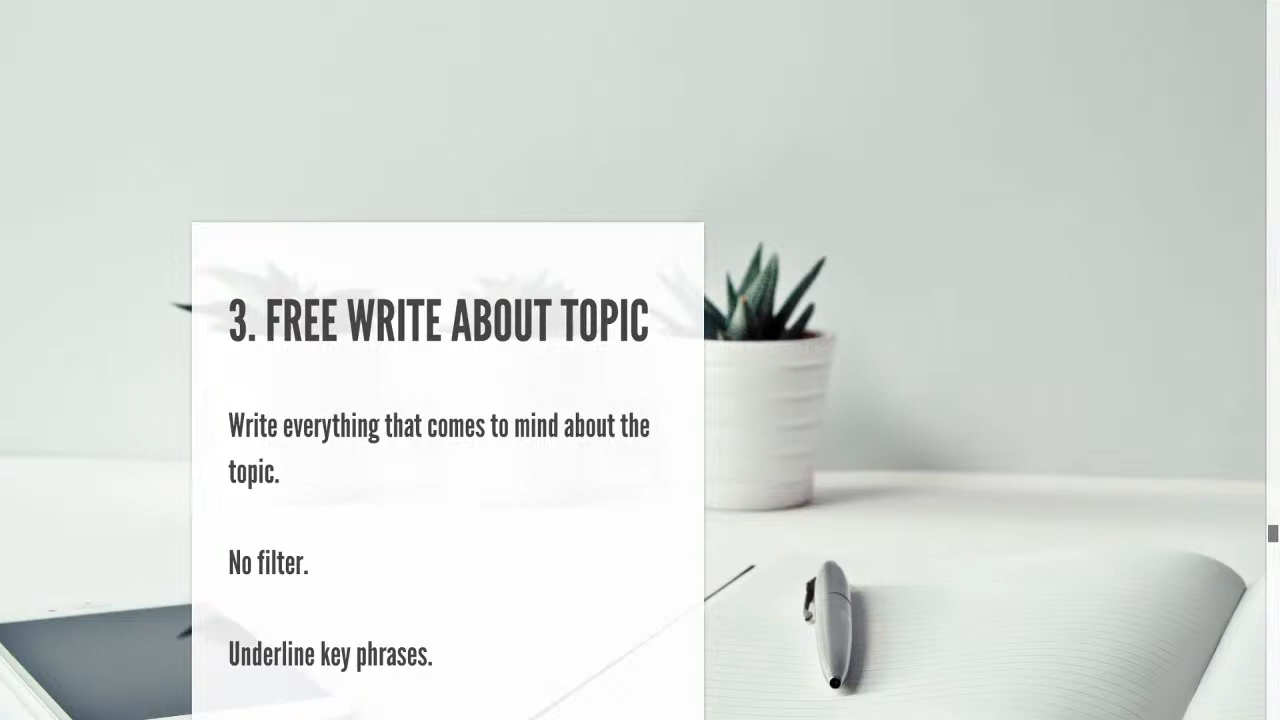 3. FREE WRITE ABOUT TOPIC
Write everything that comes to mind about the
topic.
No filter.
Underline key phrases.